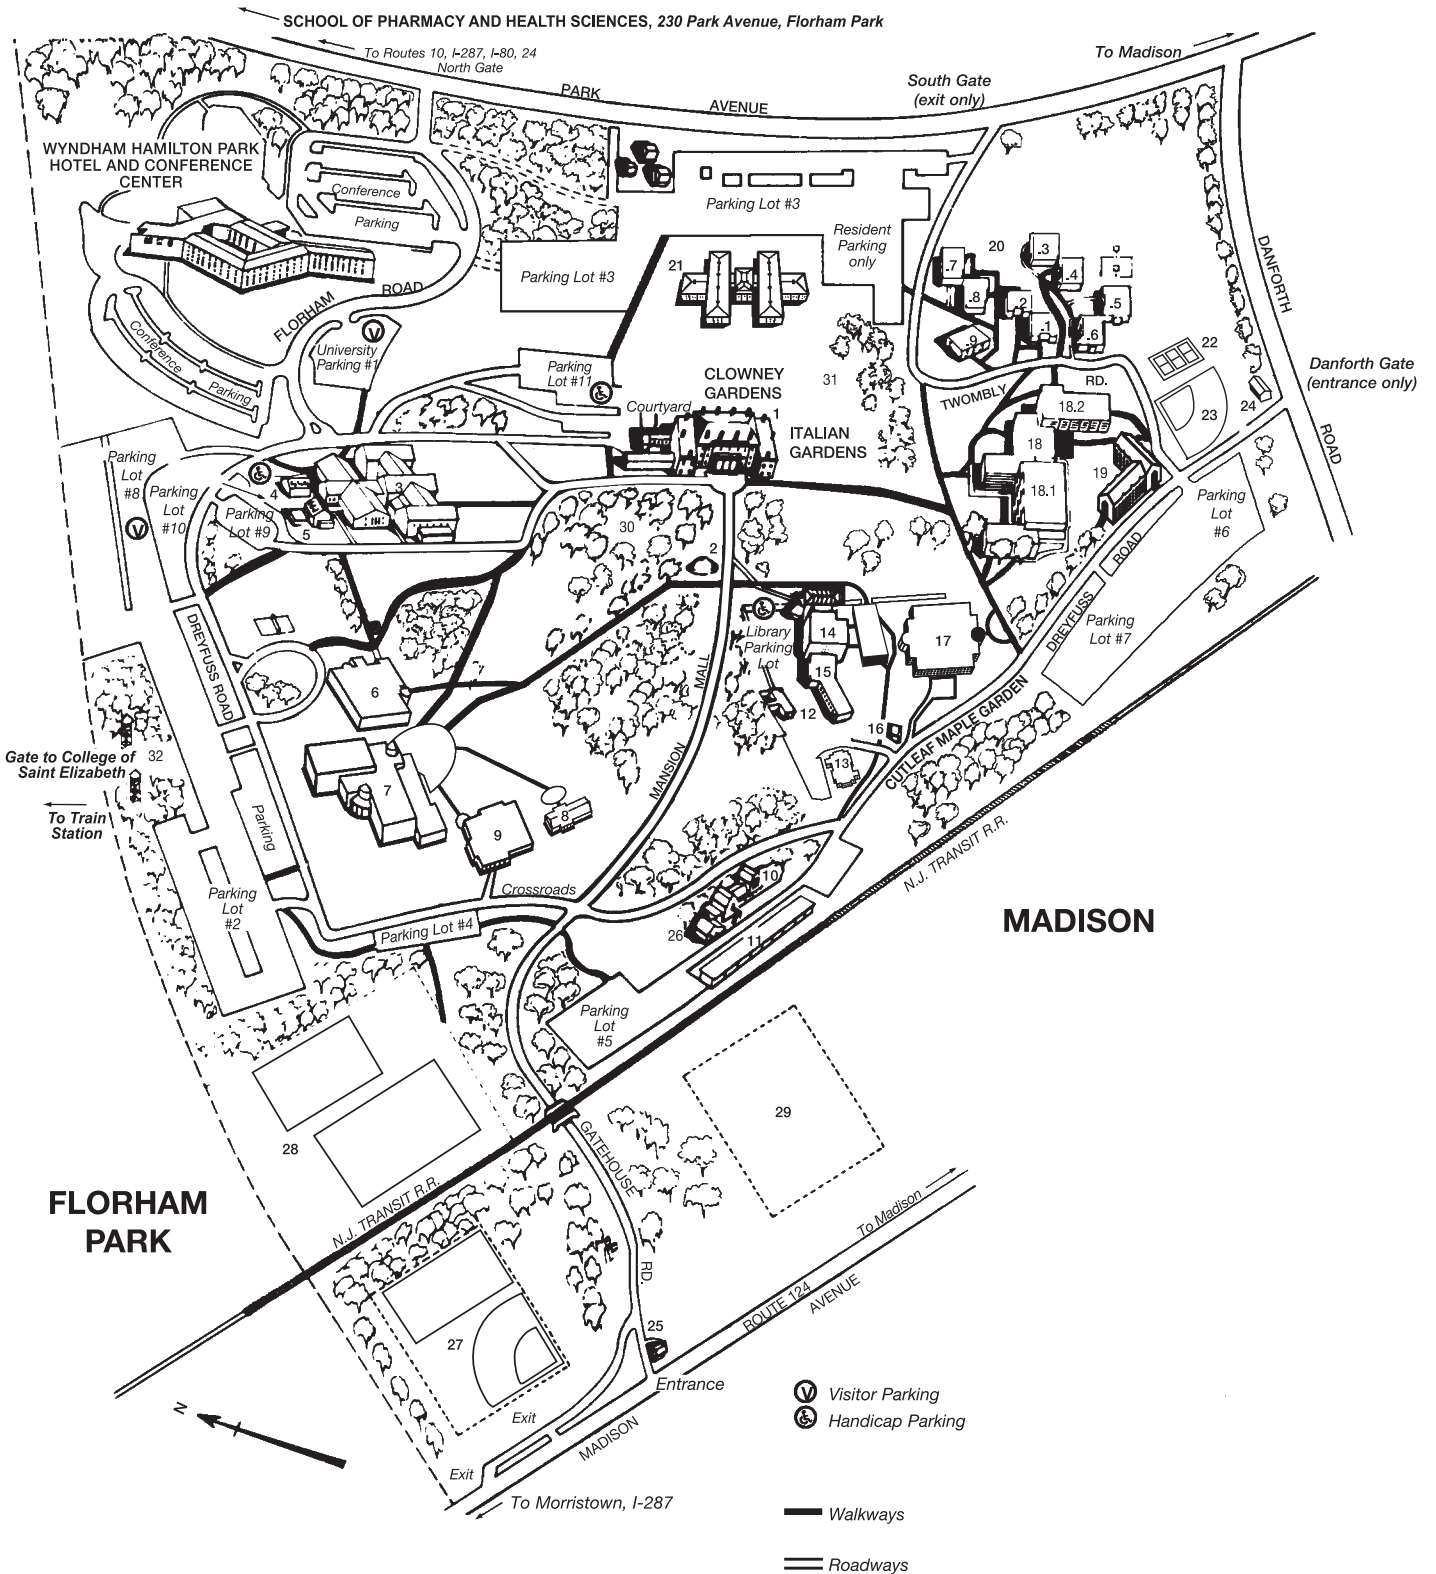 SCHOOL OF PHARMACY AND HEALTH SCIENCES, 230 Park Avenue, Florham Park
To Routes 10, I-287, I-80, 24
North Gate
To Madison
South Gate
(exit only)
PARK
AVENUE
WYNDHAM HAMILTON PARK
HOTEL AND CONFERENCE
CENTER
Conference
Parking
Parking Lot #3
Resident
Parking
only
Parking Lot #3
21
20
.3
.7
.4
.8
.2
.5
.1
.6
.9
DANFORTH
ROAD
FLORHAM
ROAD
University
Parking #1
V
Conference
Parking
Parking
Lot #11
CLOWNEY
GARDENS
31
22
Danforth Gate
(entrance only)
TWOMBLY
RD.
Courtyard
1
ITALIAN
GARDENS
18.2
23
24
18
19
18.1
Parking
Lot
#8
V
Parking
Lot
#10
4
3
Parking
Lot #9
5
30
2
Parking
Lot
#6
DREYFUSS
ROAD
Parking
Lot #7
Library
Parking
Lot
14
17
15
12
16
13
CUTLEAF MAPLE GARDEN
DREYFUSS ROAD
6
MANSION
MALL
32
Gate to College of
Saint Elizabeth
To Train
Station
7
8
9
Parking
Crossroads
Parking
Lot
#2
Parking Lot #4
10
26
11
N.J. TRANSIT R.R.
MADISON
Parking
Lot
#5
29
28
GATEHOUSE
RD.
FLORHAM
PARK
N.J. TRANSIT R.R.
To Madison
ROUTE 124
AVENUE
27
25
Entrance
Exit
MADISON
Exit
N
To Morristown, I-287
V Visitor Parking
Handicap Parking
Walkways
Roadways